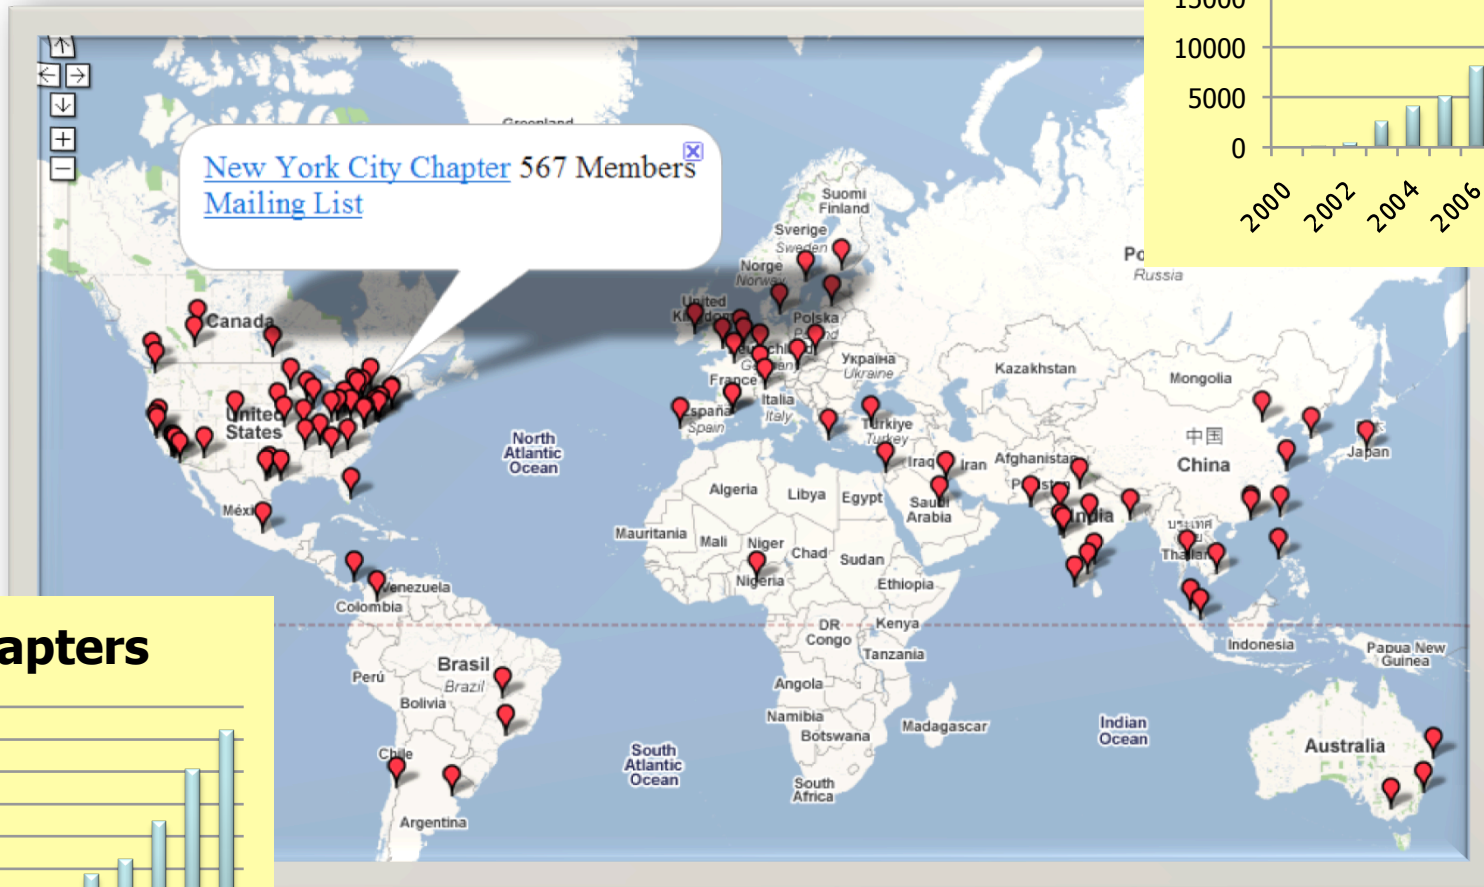 15000
10000
5000
0
2000
2002
2004
2006
Greenland
New York City Chapter 567 Members
Mailing List
Suomi
Finland
Sverige
Sweden
Norge
Norway
Russia
United
Canada
Polska
Україна
Ukraine
Kazakhstan
Mongolia
France
Italia
Italy
España
Spain
Türkiye
Turkey
United
States
North
Atlantic
Ocean
Iraq
Iran
Afghanistan
中国
China
Japan
Algeria
Libya
Egypt
Saudi
Arabia
India
Mauritania
Mali
Niger
Chad
Sudan
Nigeria
Ethiopia
Venezuela
Colombia
DR
Congo
Kenya
Tanzania
Indonesia
Papua New
Guinea
apters
Perú
Brasil
Brazil
Bolivia
Angola
Namibia
Botswana
Madagascar
Indian
Ocean
Australia
Chile
South
Atlantic
Ocean
South
Africa
Argentina